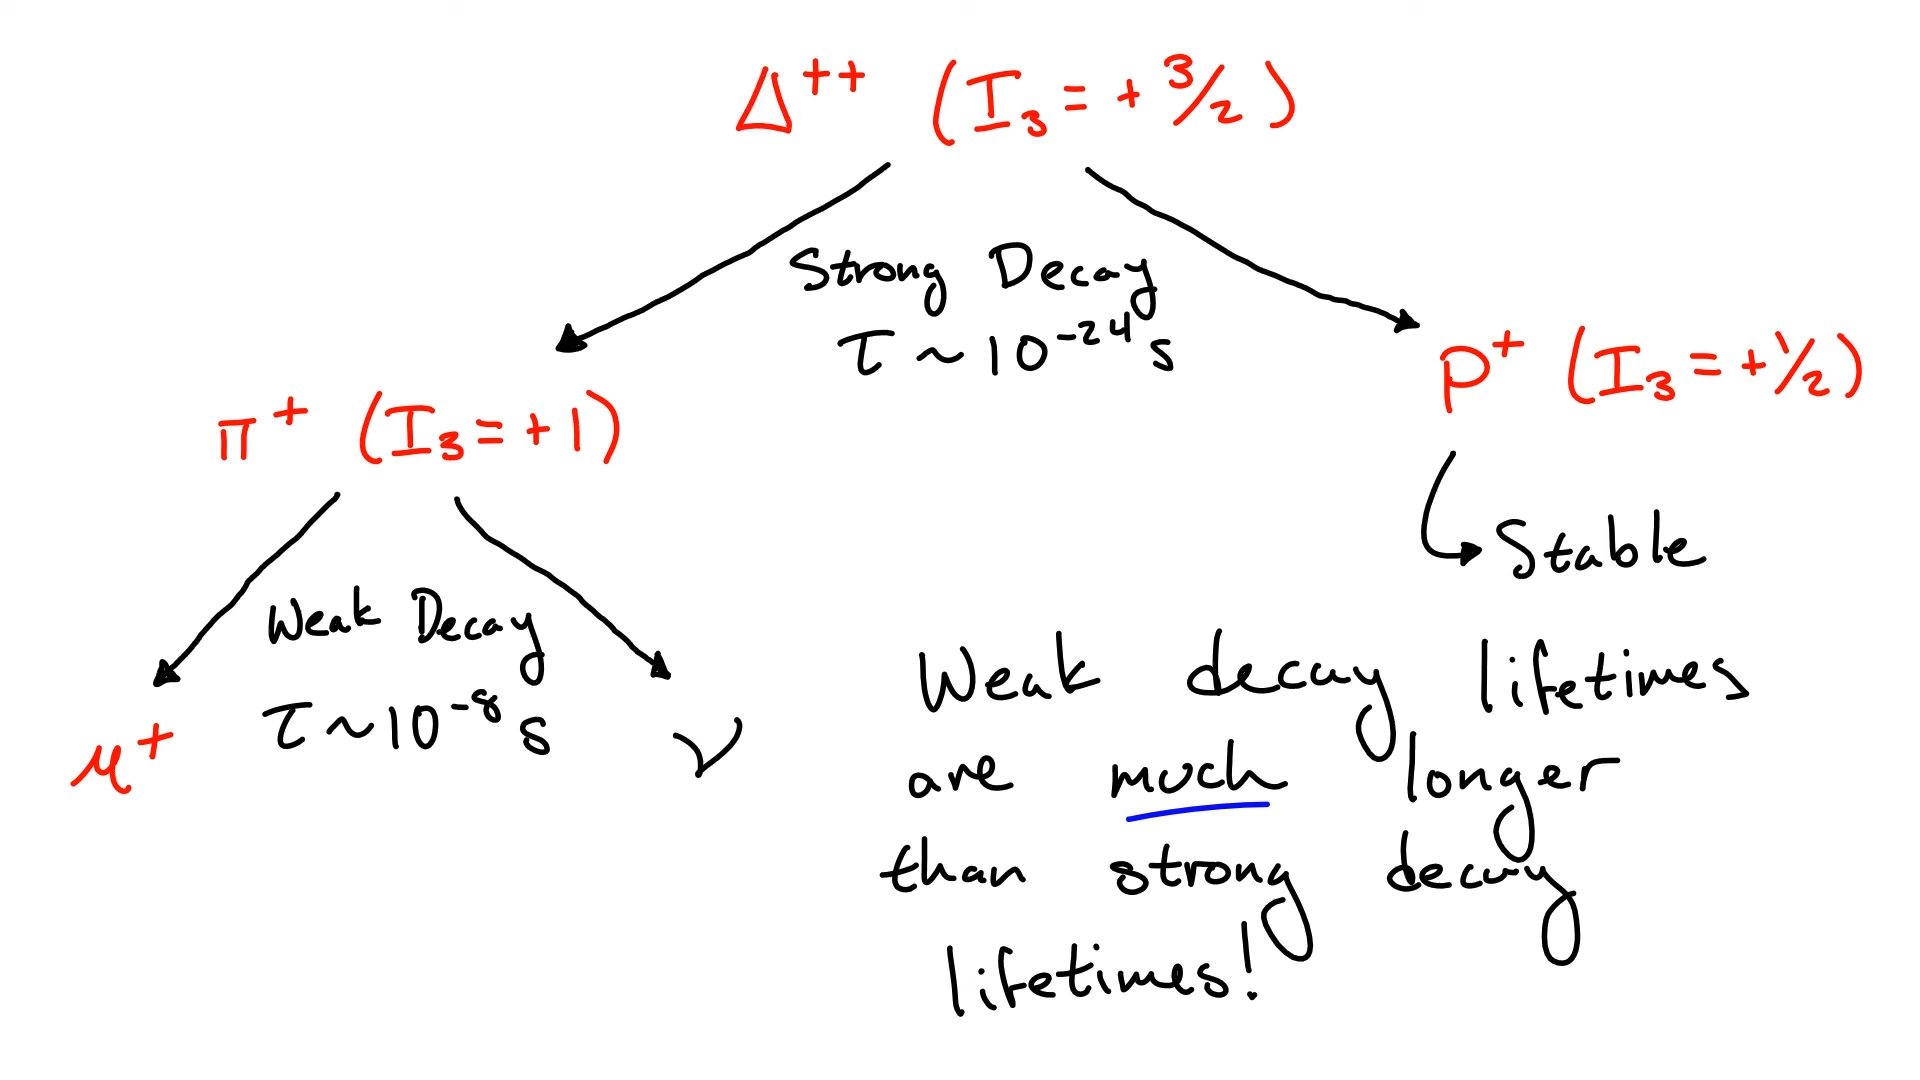 Δ⁺⁺ (I₃ = + 3/2)
Strong Decay
τ ~ 10⁻²⁴ s
p⁺ (I₃ = + 1/2)
π⁺ (I₃ = + 1)
Stable
Weak Decay
τ ~ 10⁻⁸ s
μ⁺
ν
Weak decay lifetimes
are much longer
than strong decay
lifetimes!